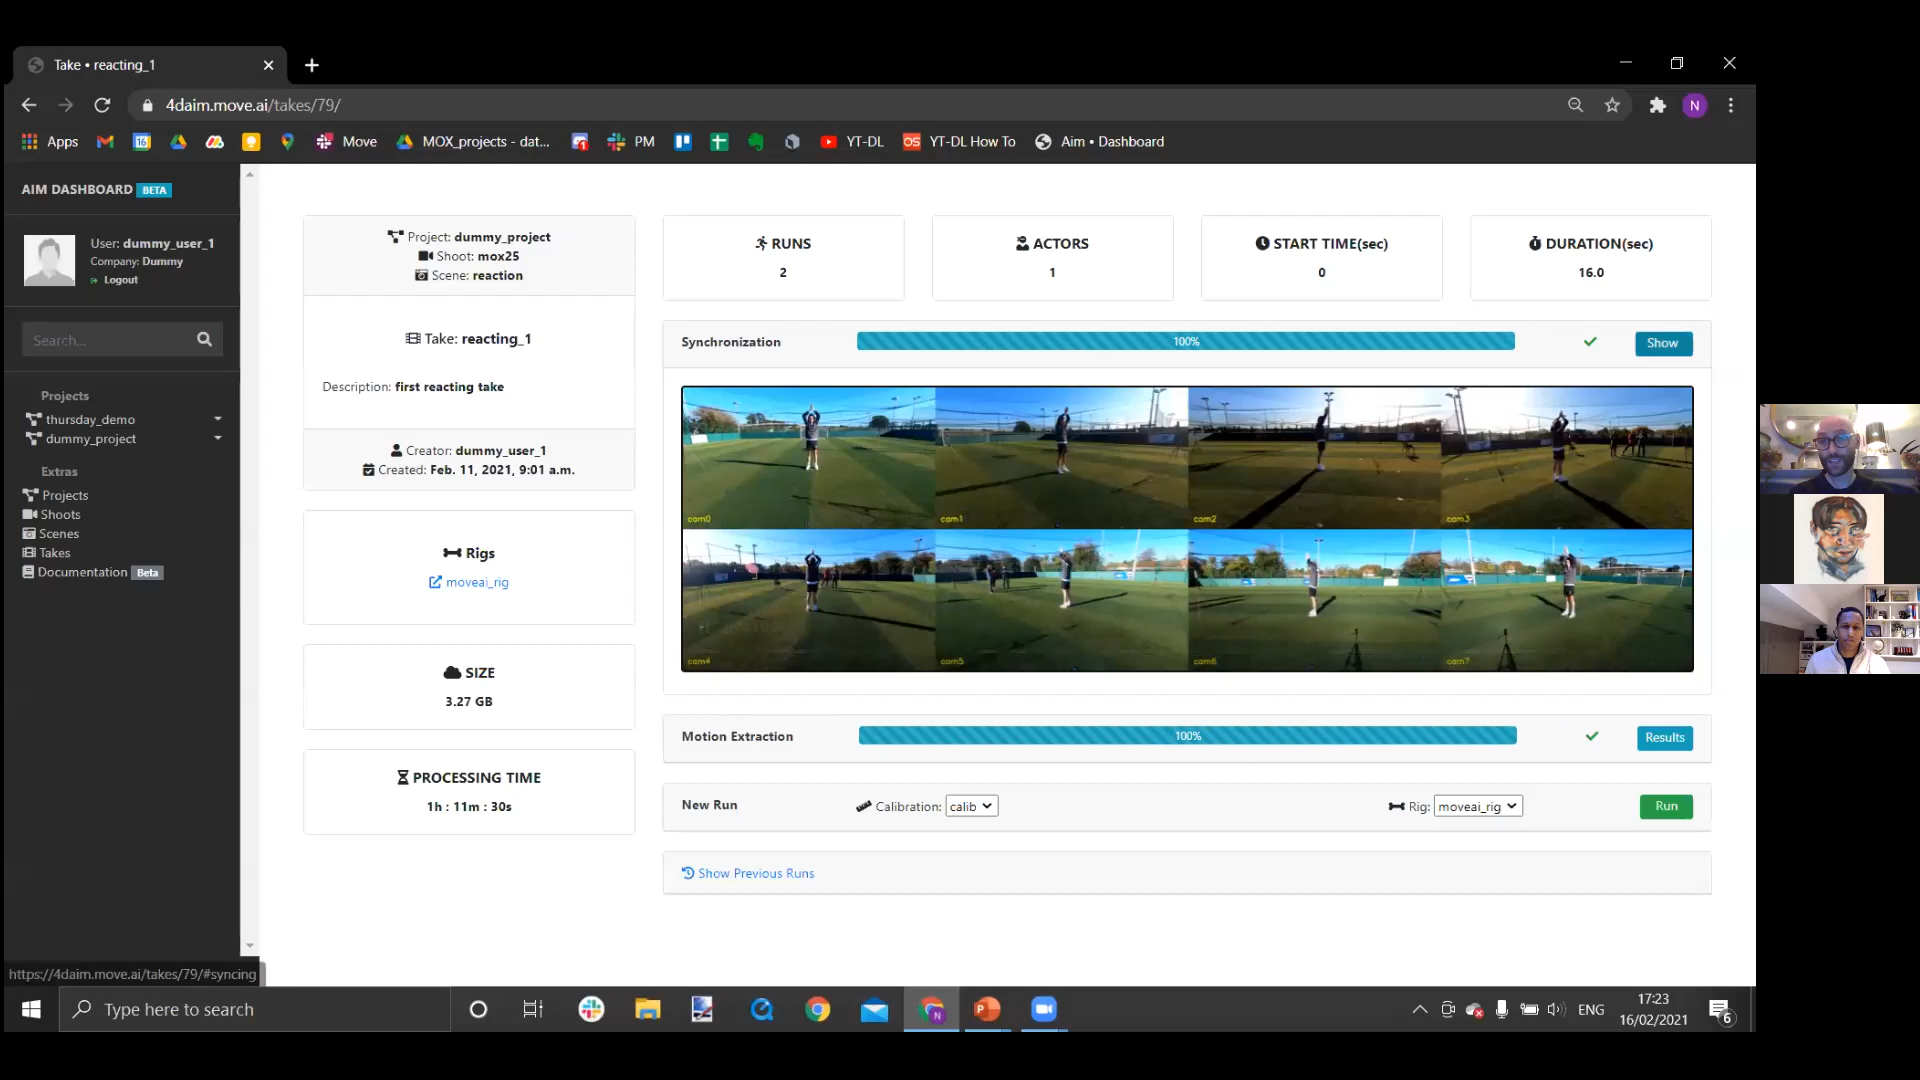 Take • reacting_1
4daim.move.ai/takes/79/
N
Apps
16
Move
MOX_projects - dat...
PM
YT-DL
OS YT-DL How To
Aim • Dashboard
AIM DASHBOARD BETA
User: dummy_user_1
Company: Dummy
Logout
Search...
Projects
thursday_demo
dummy_project
Extras
Projects
Shoots
Scenes
Takes
Documentation Beta
https://4daim.move.ai/takes/79/#syncing
Project: dummy_project
Shoot: mox25
Scene: reaction
Take: reacting_1
Description: first reacting take
Creator: dummy_user_1
Created: Feb. 11, 2021, 9:01 a.m.
Rigs
moveai_rig
SIZE
3.27 GB
PROCESSING TIME
1h : 11m : 30s
RUNS
2
ACTORS
1
START TIME(sec)
0
DURATION(sec)
16.0
Synchronization 100% Show
cam0 cam1 cam2 cam3
cam4 cam5 cam6 cam7
Motion Extraction 100% Results
New Run Calibration: calib Rig: moveai_rig Run
Show Previous Runs
Type here to search
ENG
17:23
16/02/2021
6